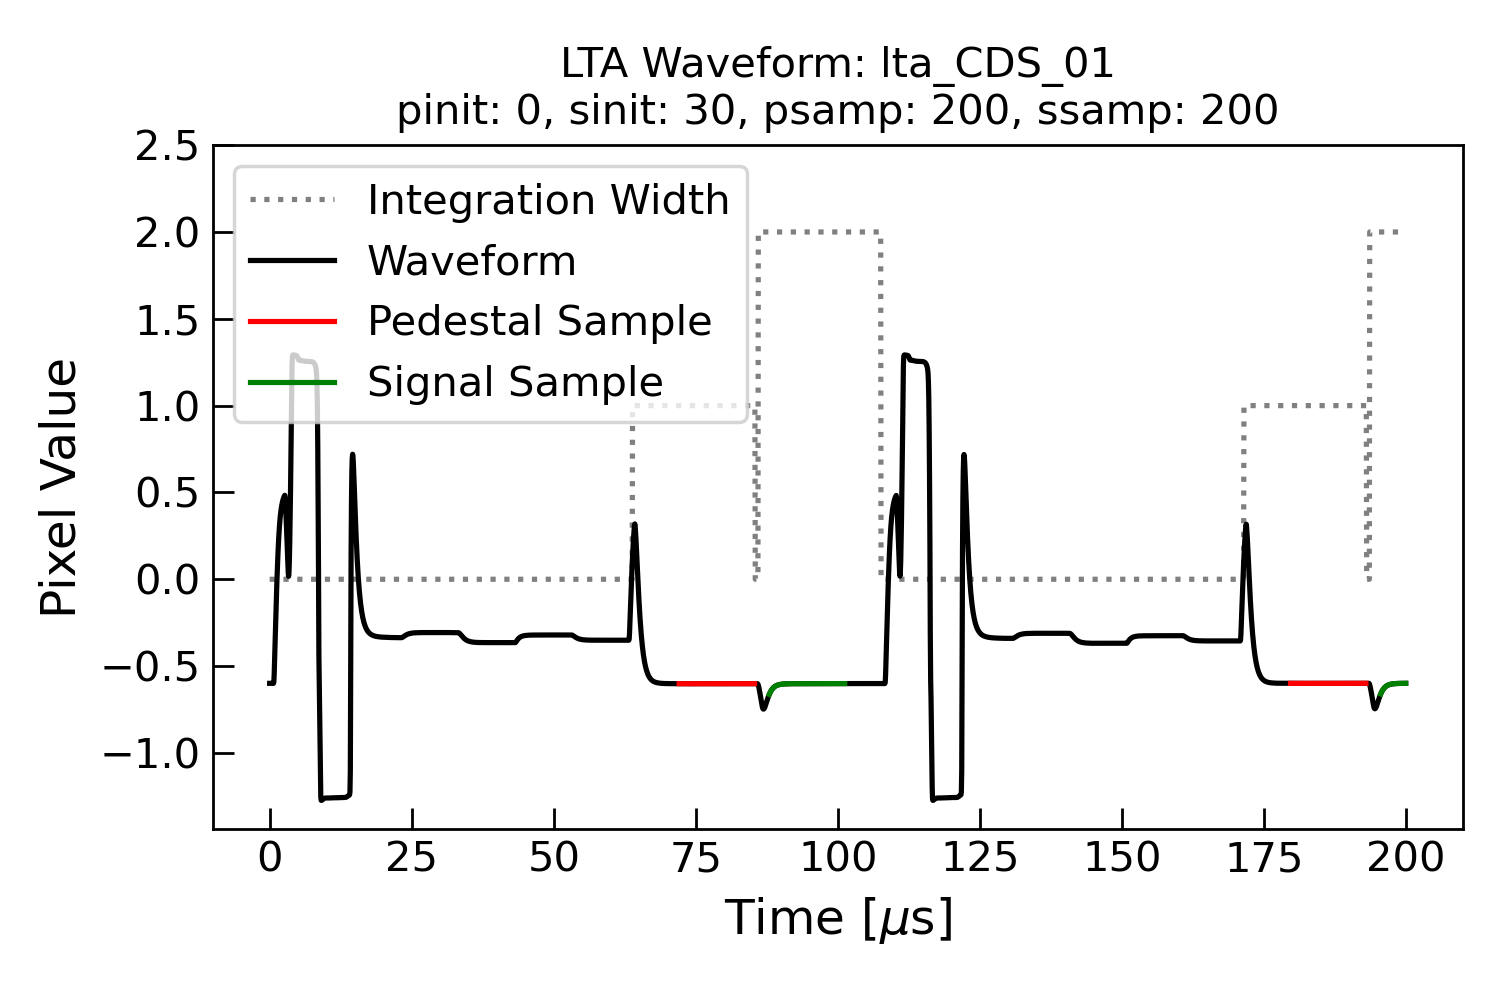 LTA Waveform: lta_CDS_01
pinit: 0, sinit: 30, psamp: 200, ssamp: 200
2.5
2.0
1.5
1.0
0.5
0.0
−0.5
−1.0
Pixel Value
Integration Width
Waveform
Pedestal Sample
Signal Sample
0 25 50 75 100 125 150 175 200
Time [μs]